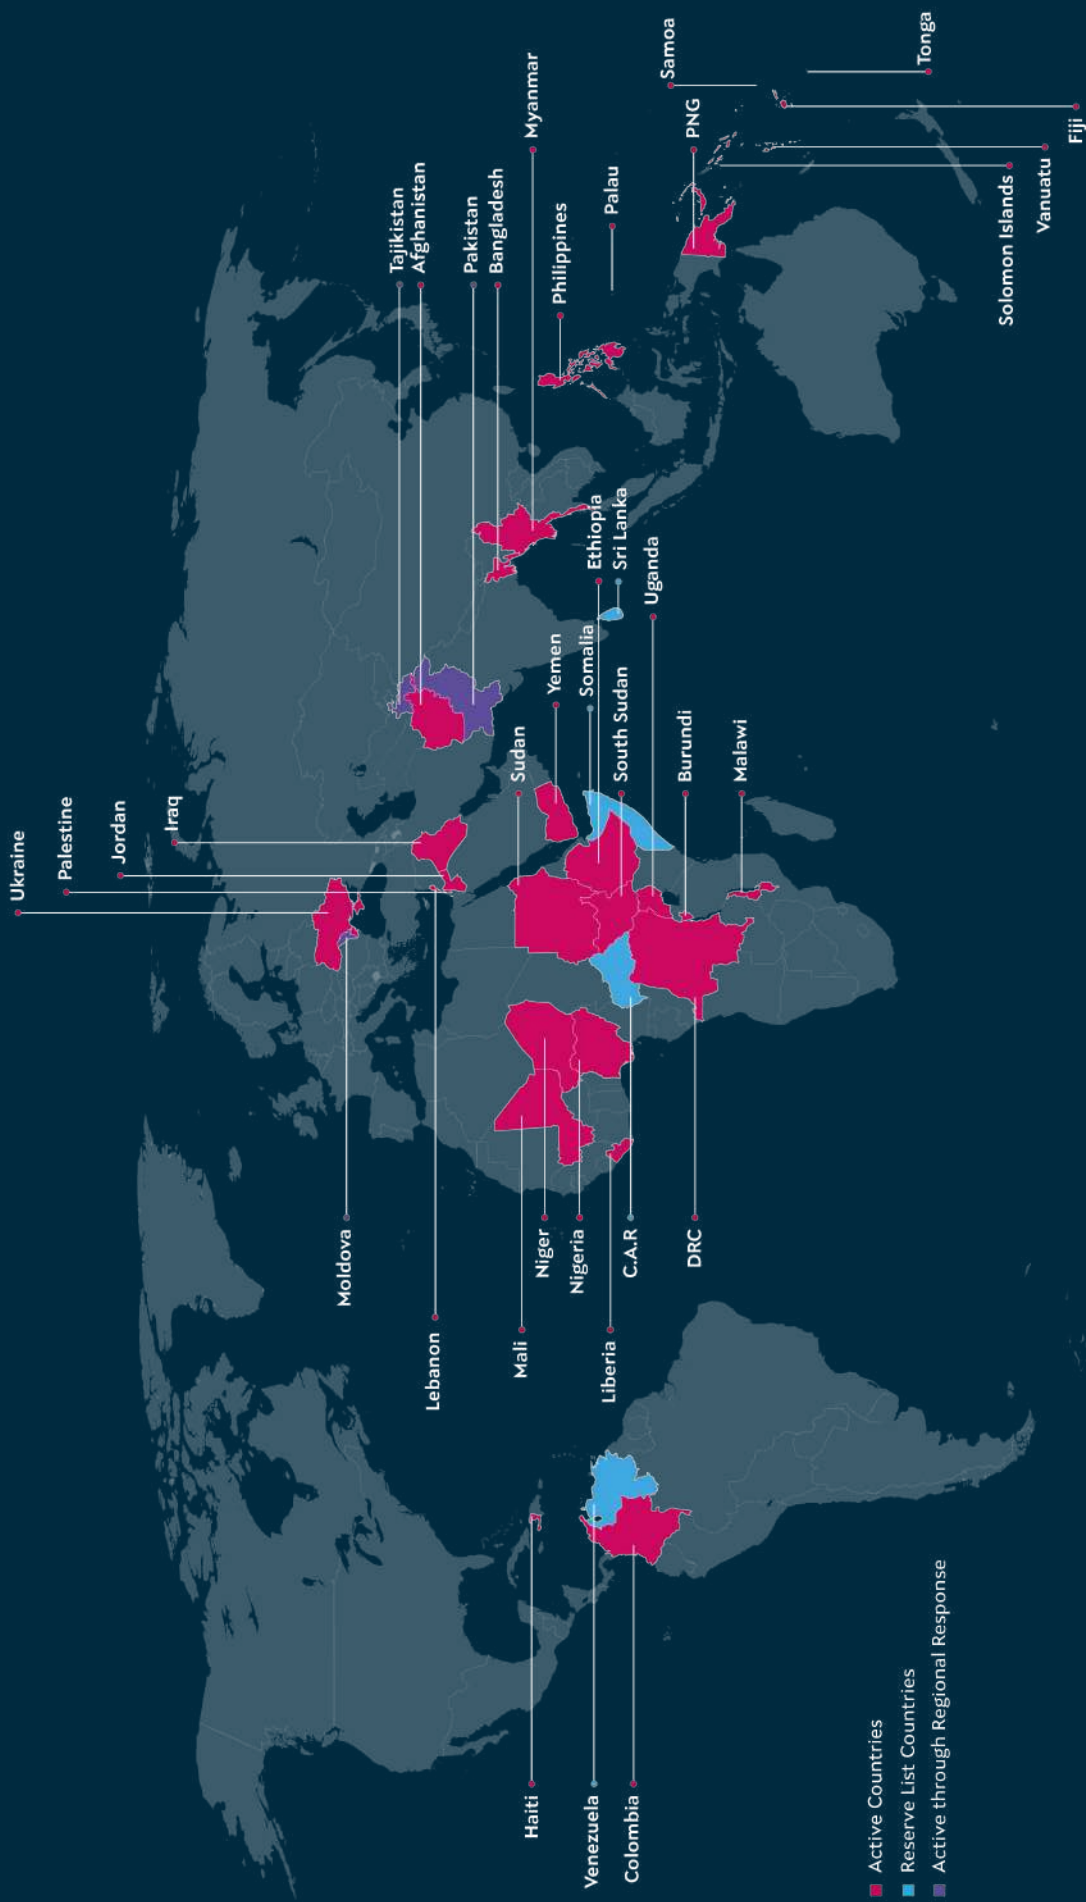 Ukraine
Palestine
Jordan
Iraq
Moldova
Lebanon
Tajikistan
Afghanistan
Pakistan
Bangladesh
Myanmar
Haiti
Mali
Niger
Sudan
Yemen
Philippines
Venezuela
Nigeria
Somalia
Ethiopia
Palau
Colombia
Liberia
C.A.R
South Sudan
Sri Lanka
Uganda
Samoa
DRC
Burundi
PNG
Malawi
Tonga
Solomon Islands
Vanuatu
Fiji
Active Countries
Reserve List Countries
Active through Regional Response